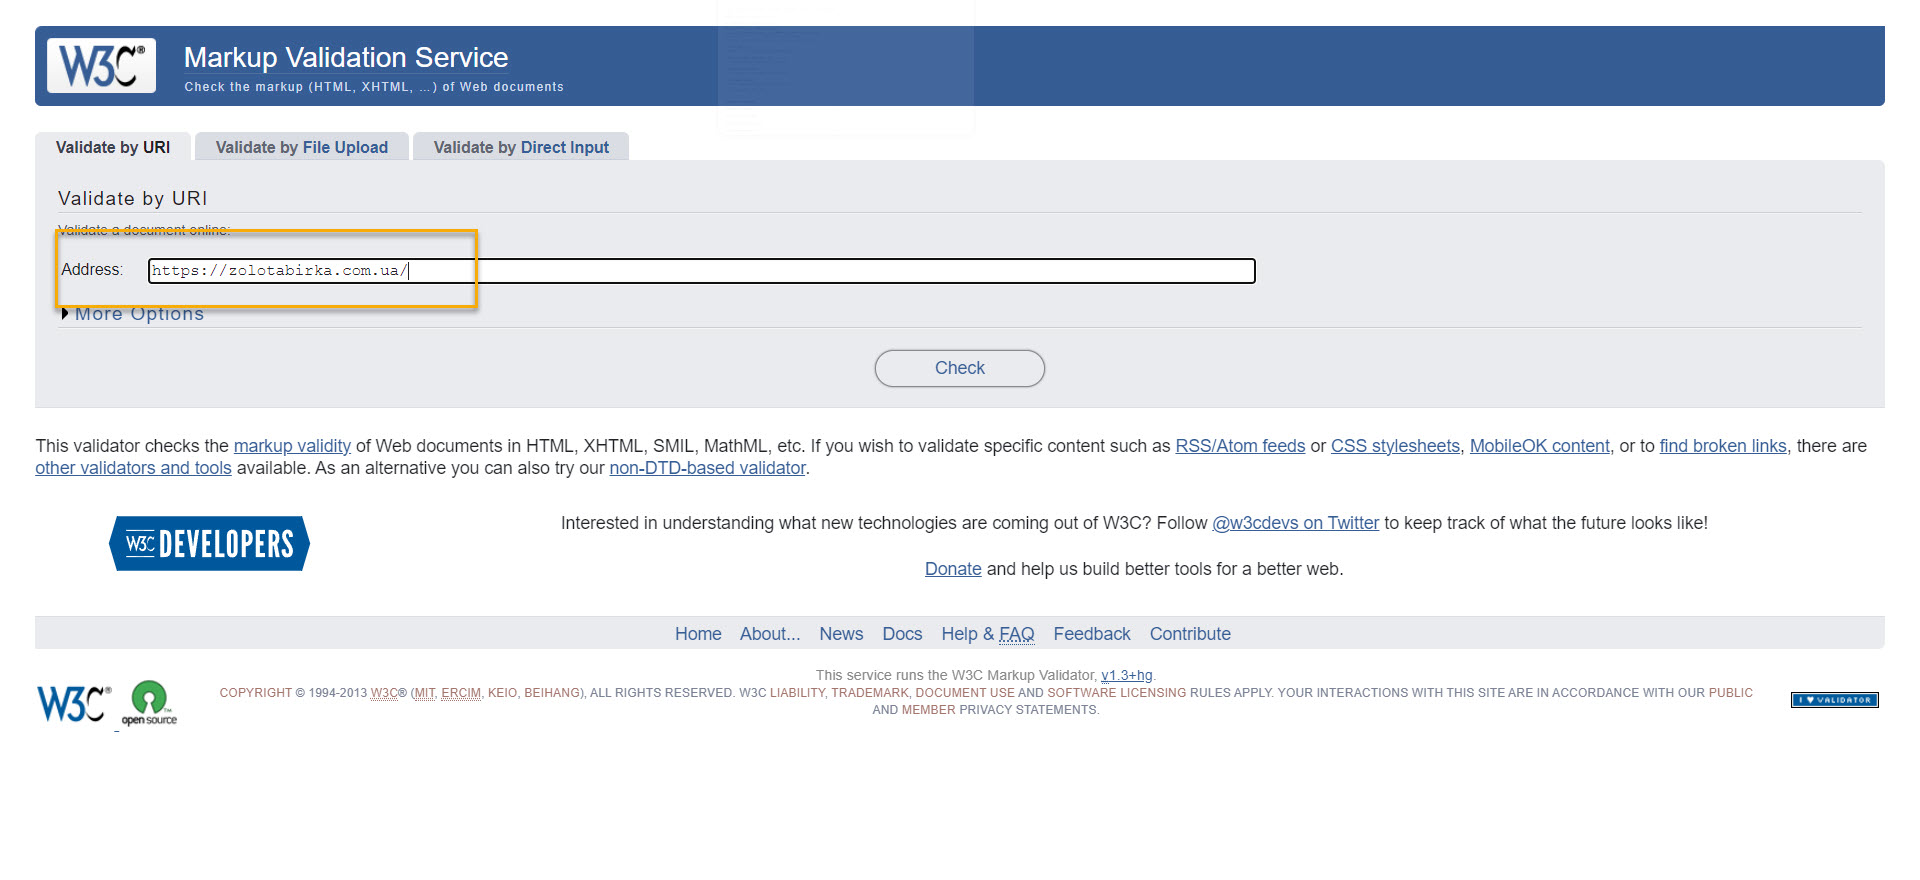 W3C®
Markup Validation Service
Check the markup (HTML, XHTML, …) of Web documents
Validate by URI
Validate by File Upload
Validate by Direct Input
Validate by URI
Validate a document online:
Address:
https://zolotabirka.com.ua/
More Options
Check
This validator checks the markup validity of Web documents in HTML, XHTML, SMIL, MathML, etc. If you wish to validate specific content such as RSS/Atom feeds or CSS stylesheets, MobileOK content, or to find broken links, there are
other validators and tools available. As an alternative you can also try our non-DTD-based validator.
W3C DEVELOPERS
Interested in understanding what new technologies are coming out of W3C? Follow @w3cdevs on Twitter to keep track of what the future looks like!
Donate and help us build better tools for a better web.
Home About... News Docs Help & FAQ Feedback Contribute
This service runs the W3C Markup Validator, v1.3+hg.
W3C®
open source™
COPYRIGHT © 1994-2013 W3C® (MIT, ERCIM, KEIO, BEIHANG), ALL RIGHTS RESERVED. W3C LIABILITY, TRADEMARK, DOCUMENT USE AND SOFTWARE LICENSING RULES APPLY. YOUR INTERACTIONS WITH THIS SITE ARE IN ACCORDANCE WITH OUR PUBLIC
AND MEMBER PRIVACY STATEMENTS.
I ♥ VALIDATOR